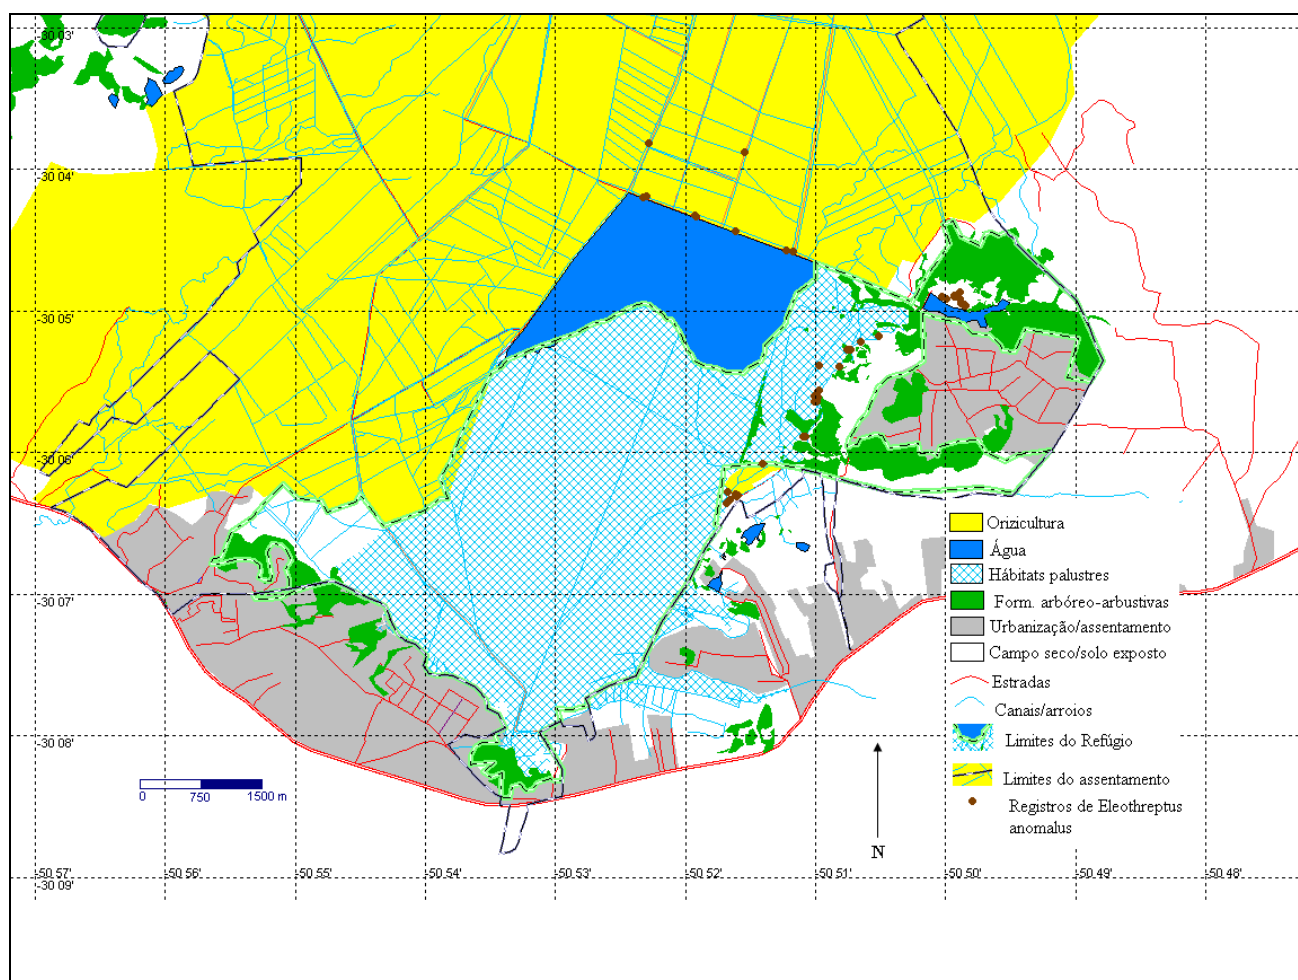 -30 03'
-30 04'
-30 05'
-30 06'
-30 07'
-30 08'
-50 57'
-50 56'
-50 55'
-50 54'
-50 53'
-50 52'
-50 51'
-50 50'
-50 49'
-50 48'
-30 09'
0 750 1500 m
N
Orizicultura
Água
Hábitats palustres
Form. arbóreo-arbustivas
Urbanização/assentamento
Campo seco/solo exposto
Estradas
Canais/arroios
Limites do Refúgio
Limites do assentamento
Registros de Eleothreptus
anomalus